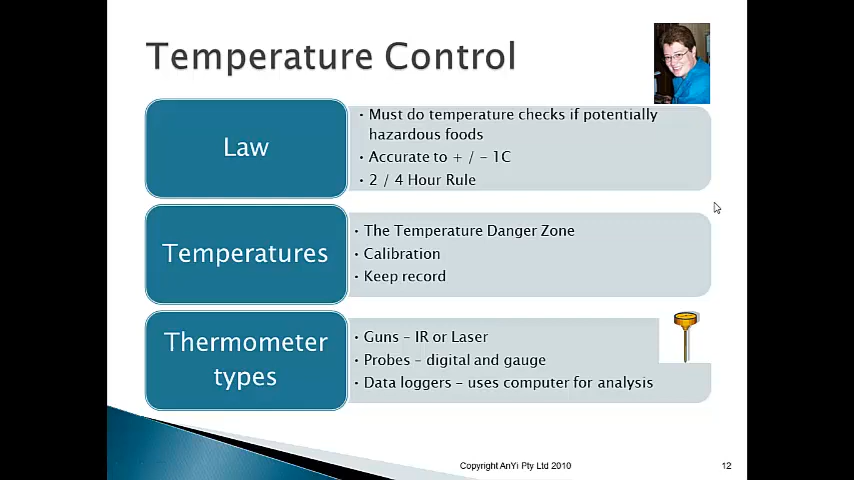 Temperature Control
Law
• Must do temperature checks if potentially
hazardous foods
• Accurate to + / - 1C
• 2 / 4 Hour Rule
Temperatures
• The Temperature Danger Zone
• Calibration
• Keep record
Thermometer
types
• Guns – IR or Laser
• Probes – digital and gauge
• Data loggers – uses computer for analysis
Copyright AnYi Pty Ltd 2010
12